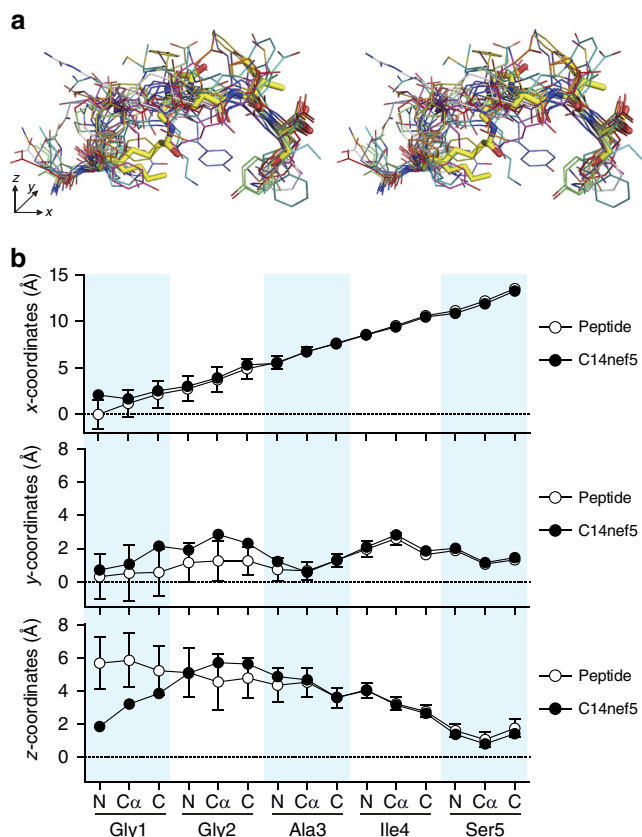 a
z
y
x
b
15
10
5
0
x-coordinates (Å)
Peptide
C14nef5
8
6
4
2
0
y-coordinates (Å)
Peptide
C14nef5
8
6
4
2
0
z-coordinates (Å)
Peptide
C14nef5
N Cα C N Cα C N Cα C N Cα C N Cα C
Gly1 Gly2 Ala3 Ile4 Ser5